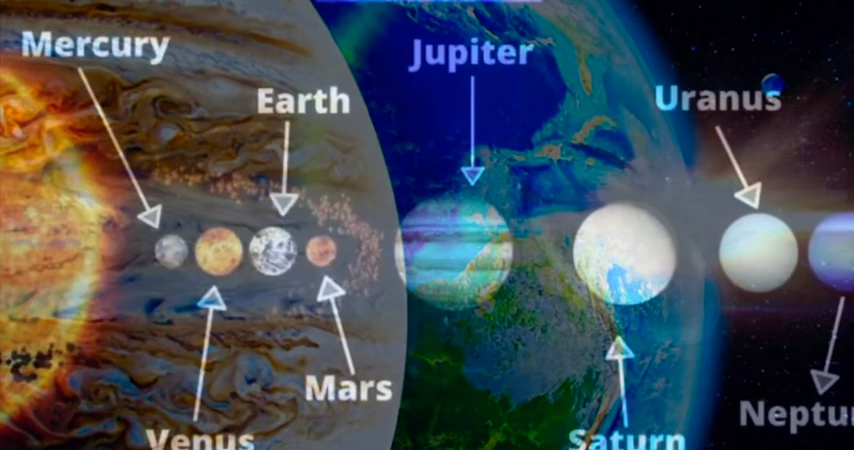 Mercury
Jupiter
Earth
Uranus
Mars
Neptu
Venus
Saturn